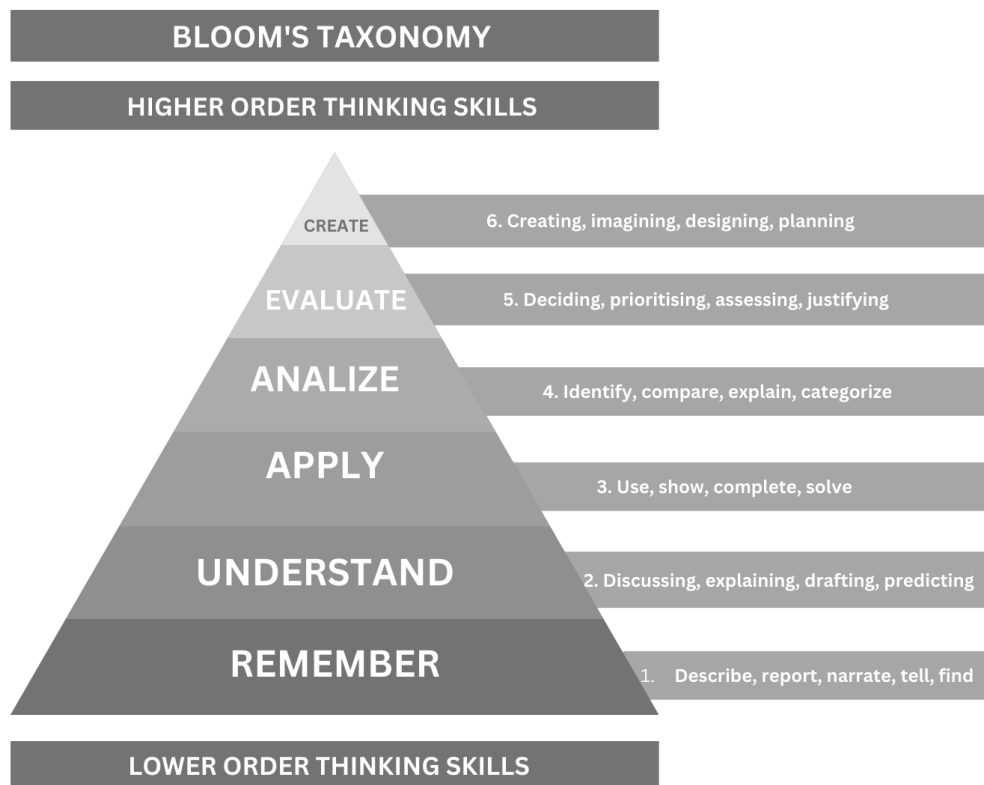 BLOOM'S TAXONOMY
HIGHER ORDER THINKING SKILLS
CREATE
6. Creating, imagining, designing, planning
EVALUATE
5. Deciding, prioritising, assessing, justifying
ANALIZE
4. Identify, compare, explain, categorize
APPLY
3. Use, show, complete, solve
UNDERSTAND
2. Discussing, explaining, drafting, predicting
REMEMBER
1. Describe, report, narrate, tell, find
LOWER ORDER THINKING SKILLS